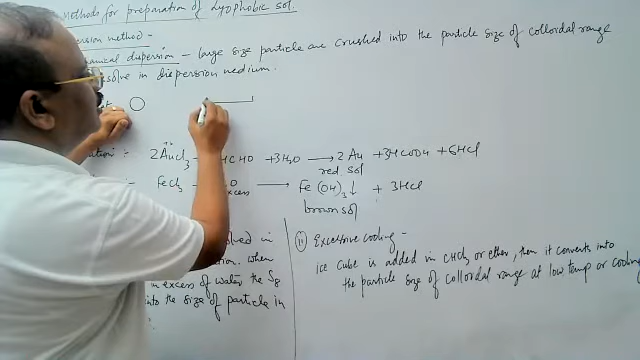 Methods for preparation of Lyophobic sol
method -
dispersion - Large size particle are crushed into the particle size of colloidal range
in dispersion medium.
2AuCl3 HCHO + 3H2O → 2Au + 3HCOOH + 6HCl
+3
red sol
FeCl3 O → Fe(OH)3↓ + 3HCl
excess
brown sol
in
when
in excess of water the S8
into the size of particle in
ii Excessive cooling -
ice cube is added in CHCl3 or ether, then it converts into
the particle size of colloidal range at low temp or cooling